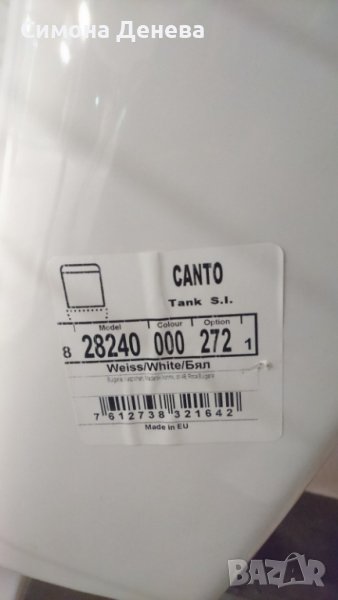 Симона Денева
CANTO
Tank S.I.
Model Colour Option
8 28240 000 272 1
Weiss/White/Бял
7 612738 321642
Made in EU
BAZAR